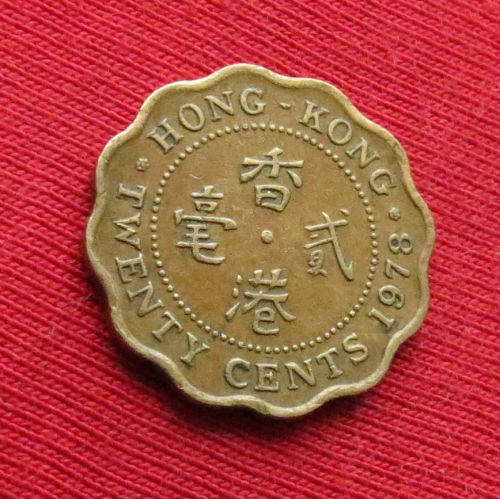 HONG - KONG
香港
貳毫
TWENTY CENTS 1978